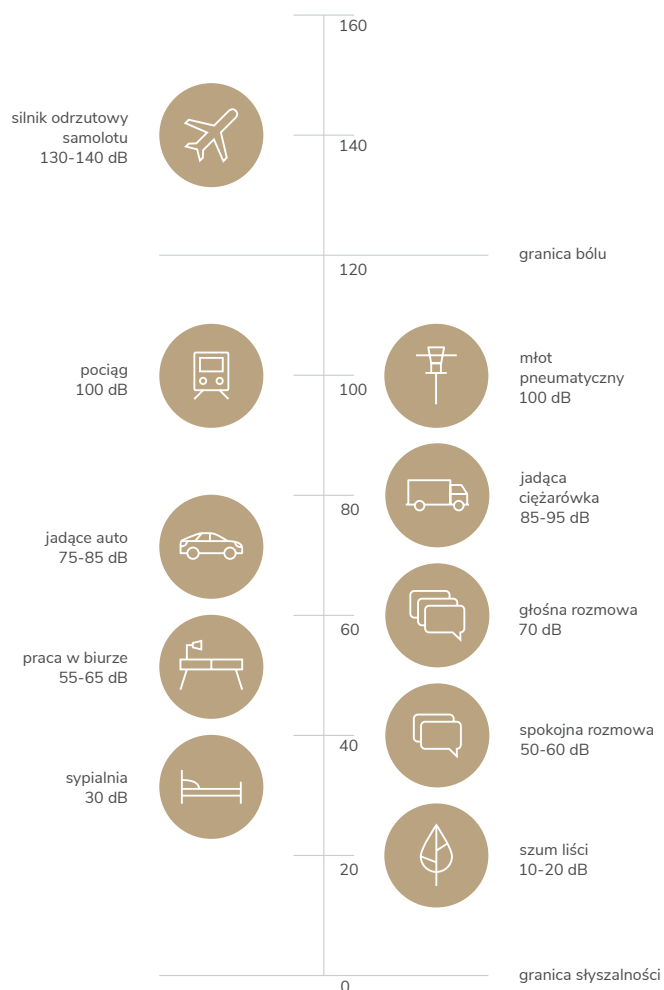 160
silnik odrzutowy
samolotu
130-140 dB
140
granica bólu
120
pociąg
100 dB
100
młot
pneumatyczny
100 dB
jadąca
ciężarówka
85-95 dB
80
jadące auto
75-85 dB
głośna rozmowa
70 dB
60
praca w biurze
55-65 dB
spokojna rozmowa
50-60 dB
40
sypialnia
30 dB
szum liści
10-20 dB
20
granica słyszalności
0